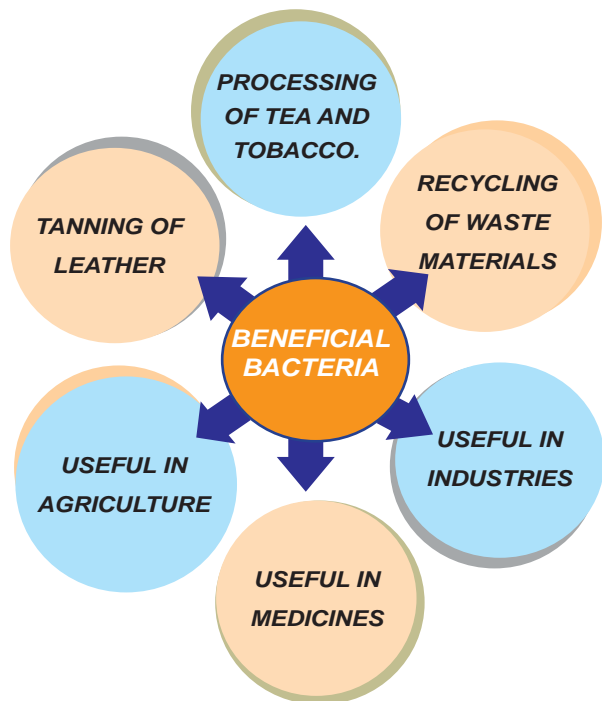 PROCESSING
OF TEA AND
TOBACCO.
RECYCLING
OF WASTE
MATERIALS
TANNING OF
LEATHER
BENEFICIAL
BACTERIA
USEFUL IN
INDUSTRIES
USEFUL IN
AGRICULTURE
USEFUL IN
MEDICINES